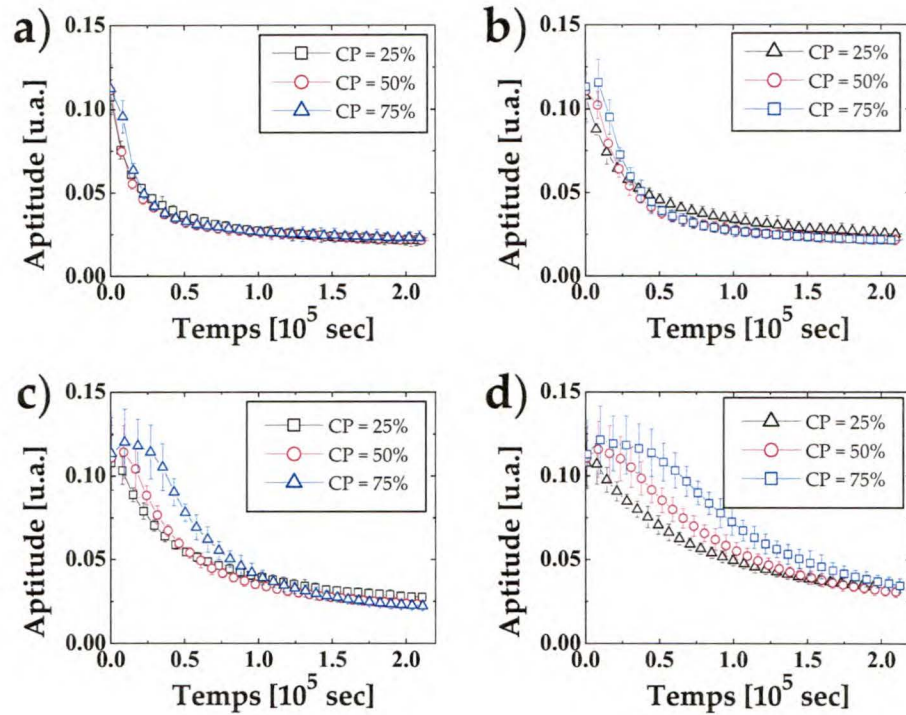 a)
0.15
0.10
0.05
0.00
Aptitude [u.a.]
CP = 25%
CP = 50%
CP = 75%
0.0 0.5 1.0 1.5 2.0
Temps [10⁵ sec]
b)
0.15
0.10
0.05
0.00
Aptitude [u.a.]
CP = 25%
CP = 50%
CP = 75%
0.0 0.5 1.0 1.5 2.0
Temps [10⁵ sec]
c)
0.15
0.10
0.05
0.00
Aptitude [u.a.]
CP = 25%
CP = 50%
CP = 75%
0.0 0.5 1.0 1.5 2.0
Temps [10⁵ sec]
d)
0.15
0.10
0.05
0.00
Aptitude [u.a.]
CP = 25%
CP = 50%
CP = 75%
0.0 0.5 1.0 1.5 2.0
Temps [10⁵ sec]